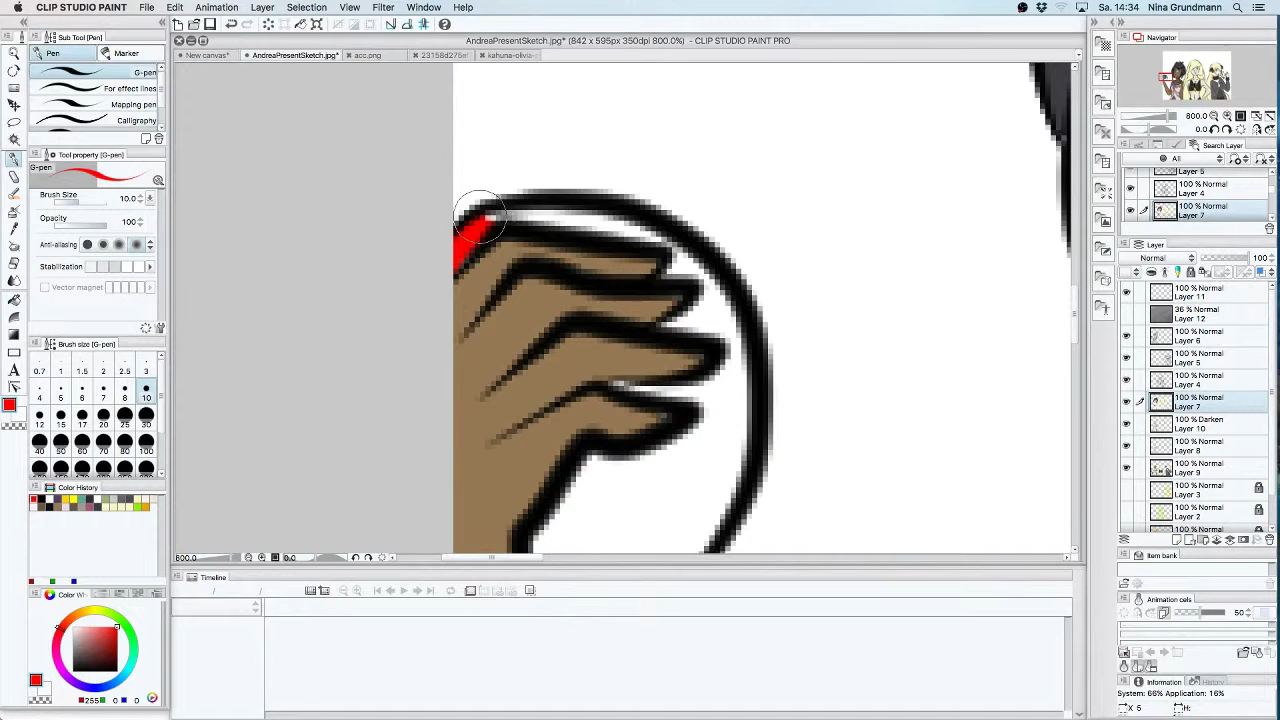 CLIP STUDIO PAINT File Edit Animation Layer Selection View Filter Window Help Sa. 14:34 Nina Grundmann
Sub Tool (Pen)
AndreaPresentSketch.jpg* (842 x 595px 350dpi 800.0%) - CLIP STUDIO PAINT PRO
Navigator
Pen Marker
New canvas* AndreaPresentSketch.jpg* acc.png 23158d275e kahuna-olivia-
G-pen
For effect lines
Mapping pen
Calligraphy
800.0
0.0
Search Layer
Tool property (G-pen)
G-pen
All
Layer 5
100 % Normal
Layer 4
100 % Normal
Layer 7
Brush Size 10.0
Opacity 100
Anti-aliasing
Stabilization
Vector magnet
Layer
Normal 100
100 % Normal
Layer 11
36 % Normal
Layer 12
100 % Normal
Layer 6
100 % Normal
Layer 5
100 % Normal
Layer 4
100 % Normal
Layer 7
100 % Darken
Layer 10
100 % Normal
Layer 8
100 % Normal
Layer 9
100 % Normal
Layer 3
100 % Normal
Layer 2
100 % Normal
Brush size (G-pen)
0.7 1 1.5 2 2.5 3
4 5 6 7 8 10
12 15 17 20 25 30
40 50 60 70 80 100
Color History
800.0 0.0
Item bank
Timeline
/ /
Color Wh
Animation cels
50
255 0 0
Information History
System: 66% Application: 16%
X 5 H: